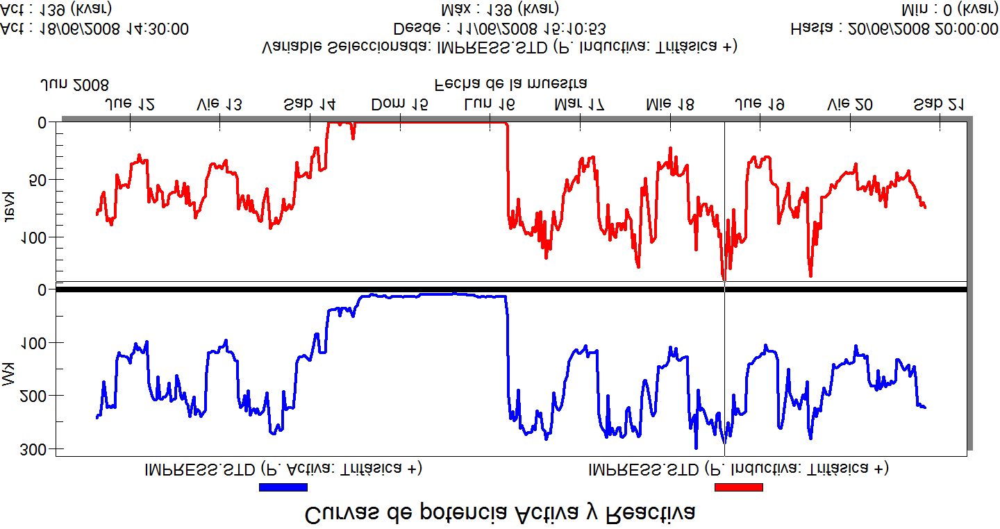 Curvas de potencia Activa y Reactiva
IMPRESS.STD (P. Activa: Trifásica +)
IMPRESS.STD (P. Inductiva: Trifásica +)
300
200
kW
100
0
100
kvar
50
0
Jue 12 Vie 13 Sab 14 Dom 15 Lun 16 Mar 17 Mie 18 Jue 19 Vie 20 Sab 21
Jun 2008 Fecha de la muestra
Variable Seleccionada: IMPRESS.STD (P. Inductiva: Trifásica +)
Act : 18/06/2008 14:30:00 Desde : 11/06/2008 15:10:53 Hasta : 20/06/2008 20:00:00
Act : 139 (kvar) Máx : 139 (kvar) Min : 0 (kvar)